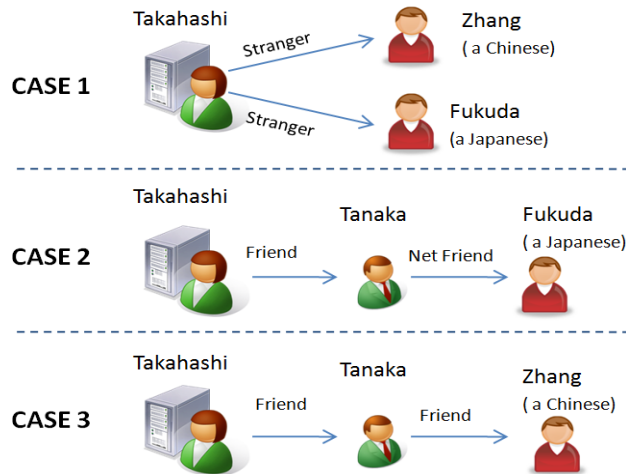 Takahashi
Zhang
( a Chinese)
Stranger
CASE 1
Fukuda
(a Japanese)
Stranger
Takahashi
Tanaka
Fukuda
( a Japanese)
CASE 2
Friend
Net Friend
Takahashi
Tanaka
Zhang
( a Chinese)
CASE 3
Friend
Friend